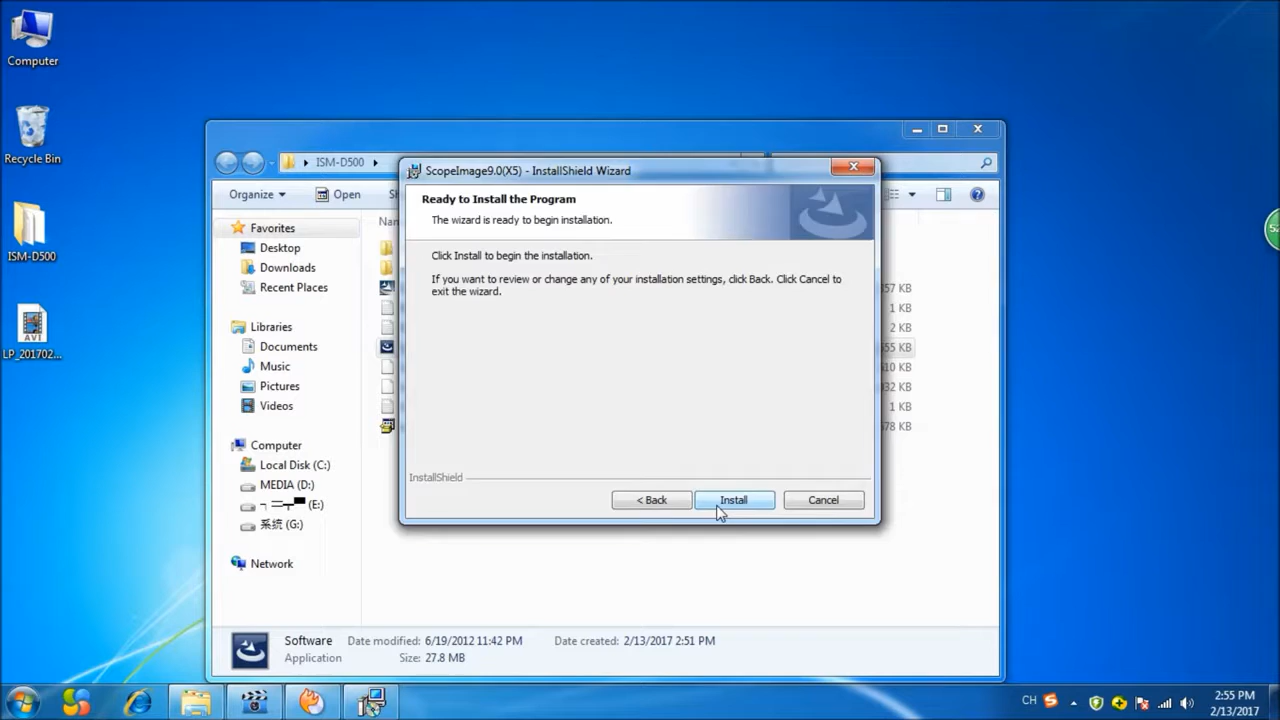 Computer
Recycle Bin
ISM-D500
AVI
LP_201702...
ISM-D500
Organize
Open
Favorites
Desktop
Downloads
Recent Places
Libraries
Documents
Music
Pictures
Videos
Computer
Local Disk (C:)
MEDIA (D:)
(E:)
系统 (G:)
Network
ScopeImage9.0(X5) - InstallShield Wizard
Ready to Install the Program
The wizard is ready to begin installation.
Click Install to begin the installation.
If you want to review or change any of your installation settings, click Back. Click Cancel to
exit the wizard.
InstallShield
< Back
Install
Cancel
57 KB
1 KB
2 KB
55 KB
510 KB
932 KB
1 KB
578 KB
Software
Date modified: 6/19/2012 11:42 PM
Date created: 2/13/2017 2:51 PM
Application
Size: 27.8 MB
CH
2:55 PM
2/13/2017